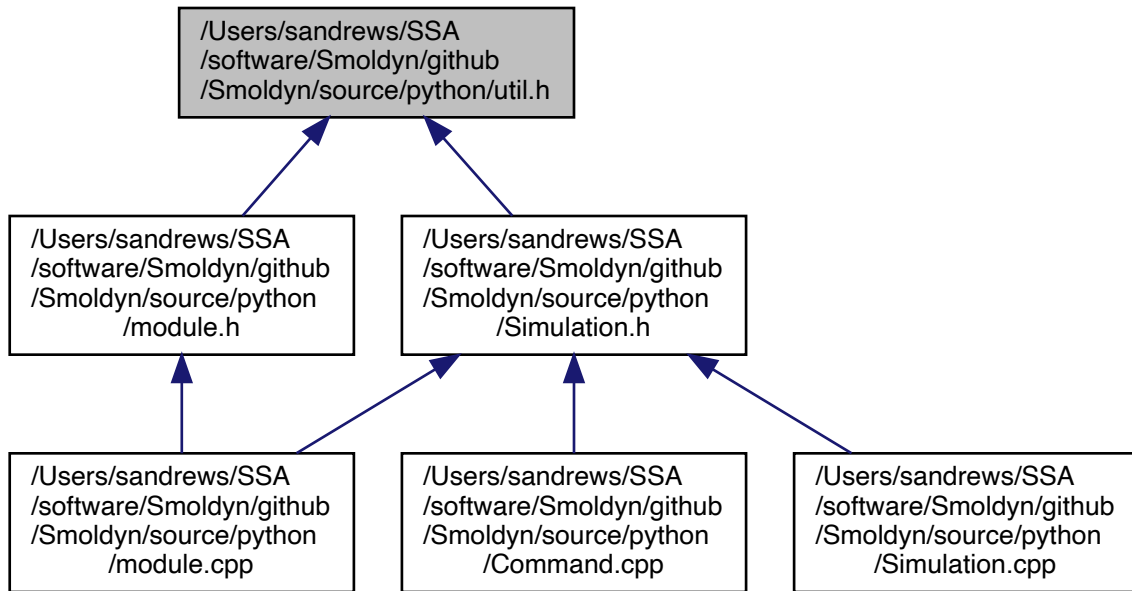 /Users/sandrews/SSA
/software/Smoldyn/github
/Smoldyn/source/python/util.h
/Users/sandrews/SSA
/software/Smoldyn/github
/Smoldyn/source/python
/module.h
/Users/sandrews/SSA
/software/Smoldyn/github
/Smoldyn/source/python
/Simulation.h
/Users/sandrews/SSA
/software/Smoldyn/github
/Smoldyn/source/python
/module.cpp
/Users/sandrews/SSA
/software/Smoldyn/github
/Smoldyn/source/python
/Command.cpp
/Users/sandrews/SSA
/software/Smoldyn/github
/Smoldyn/source/python
/Simulation.cpp